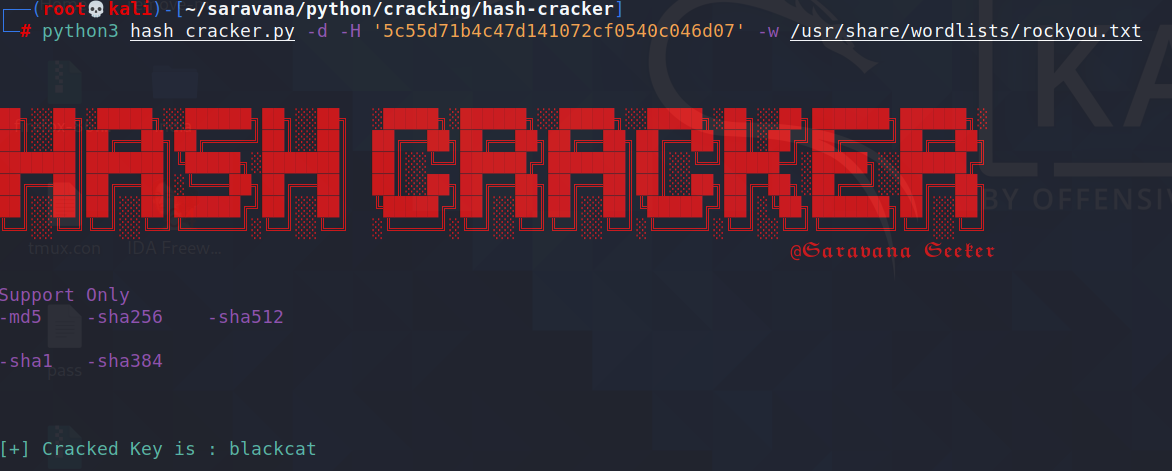 ┌──(root💀kali)-[~/saravana/python/cracking/hash-cracker]
└─# python3 hash_cracker.py -d -H '5c55d71b4c47d141072cf0540c046d07' -w /usr/share/wordlists/rockyou.txt
HASH CRACKER
@𝕾𝖆𝖗𝖆𝖛𝖆𝖓𝖆 𝕾𝖊𝖊𝖐𝖊𝖗
KA
BY OFFENSIV
tmux.con IDA Freew...
Support Only
-md5 -sha256 -sha512
-sha1 -sha384
pass
[+] Cracked Key is : blackcat